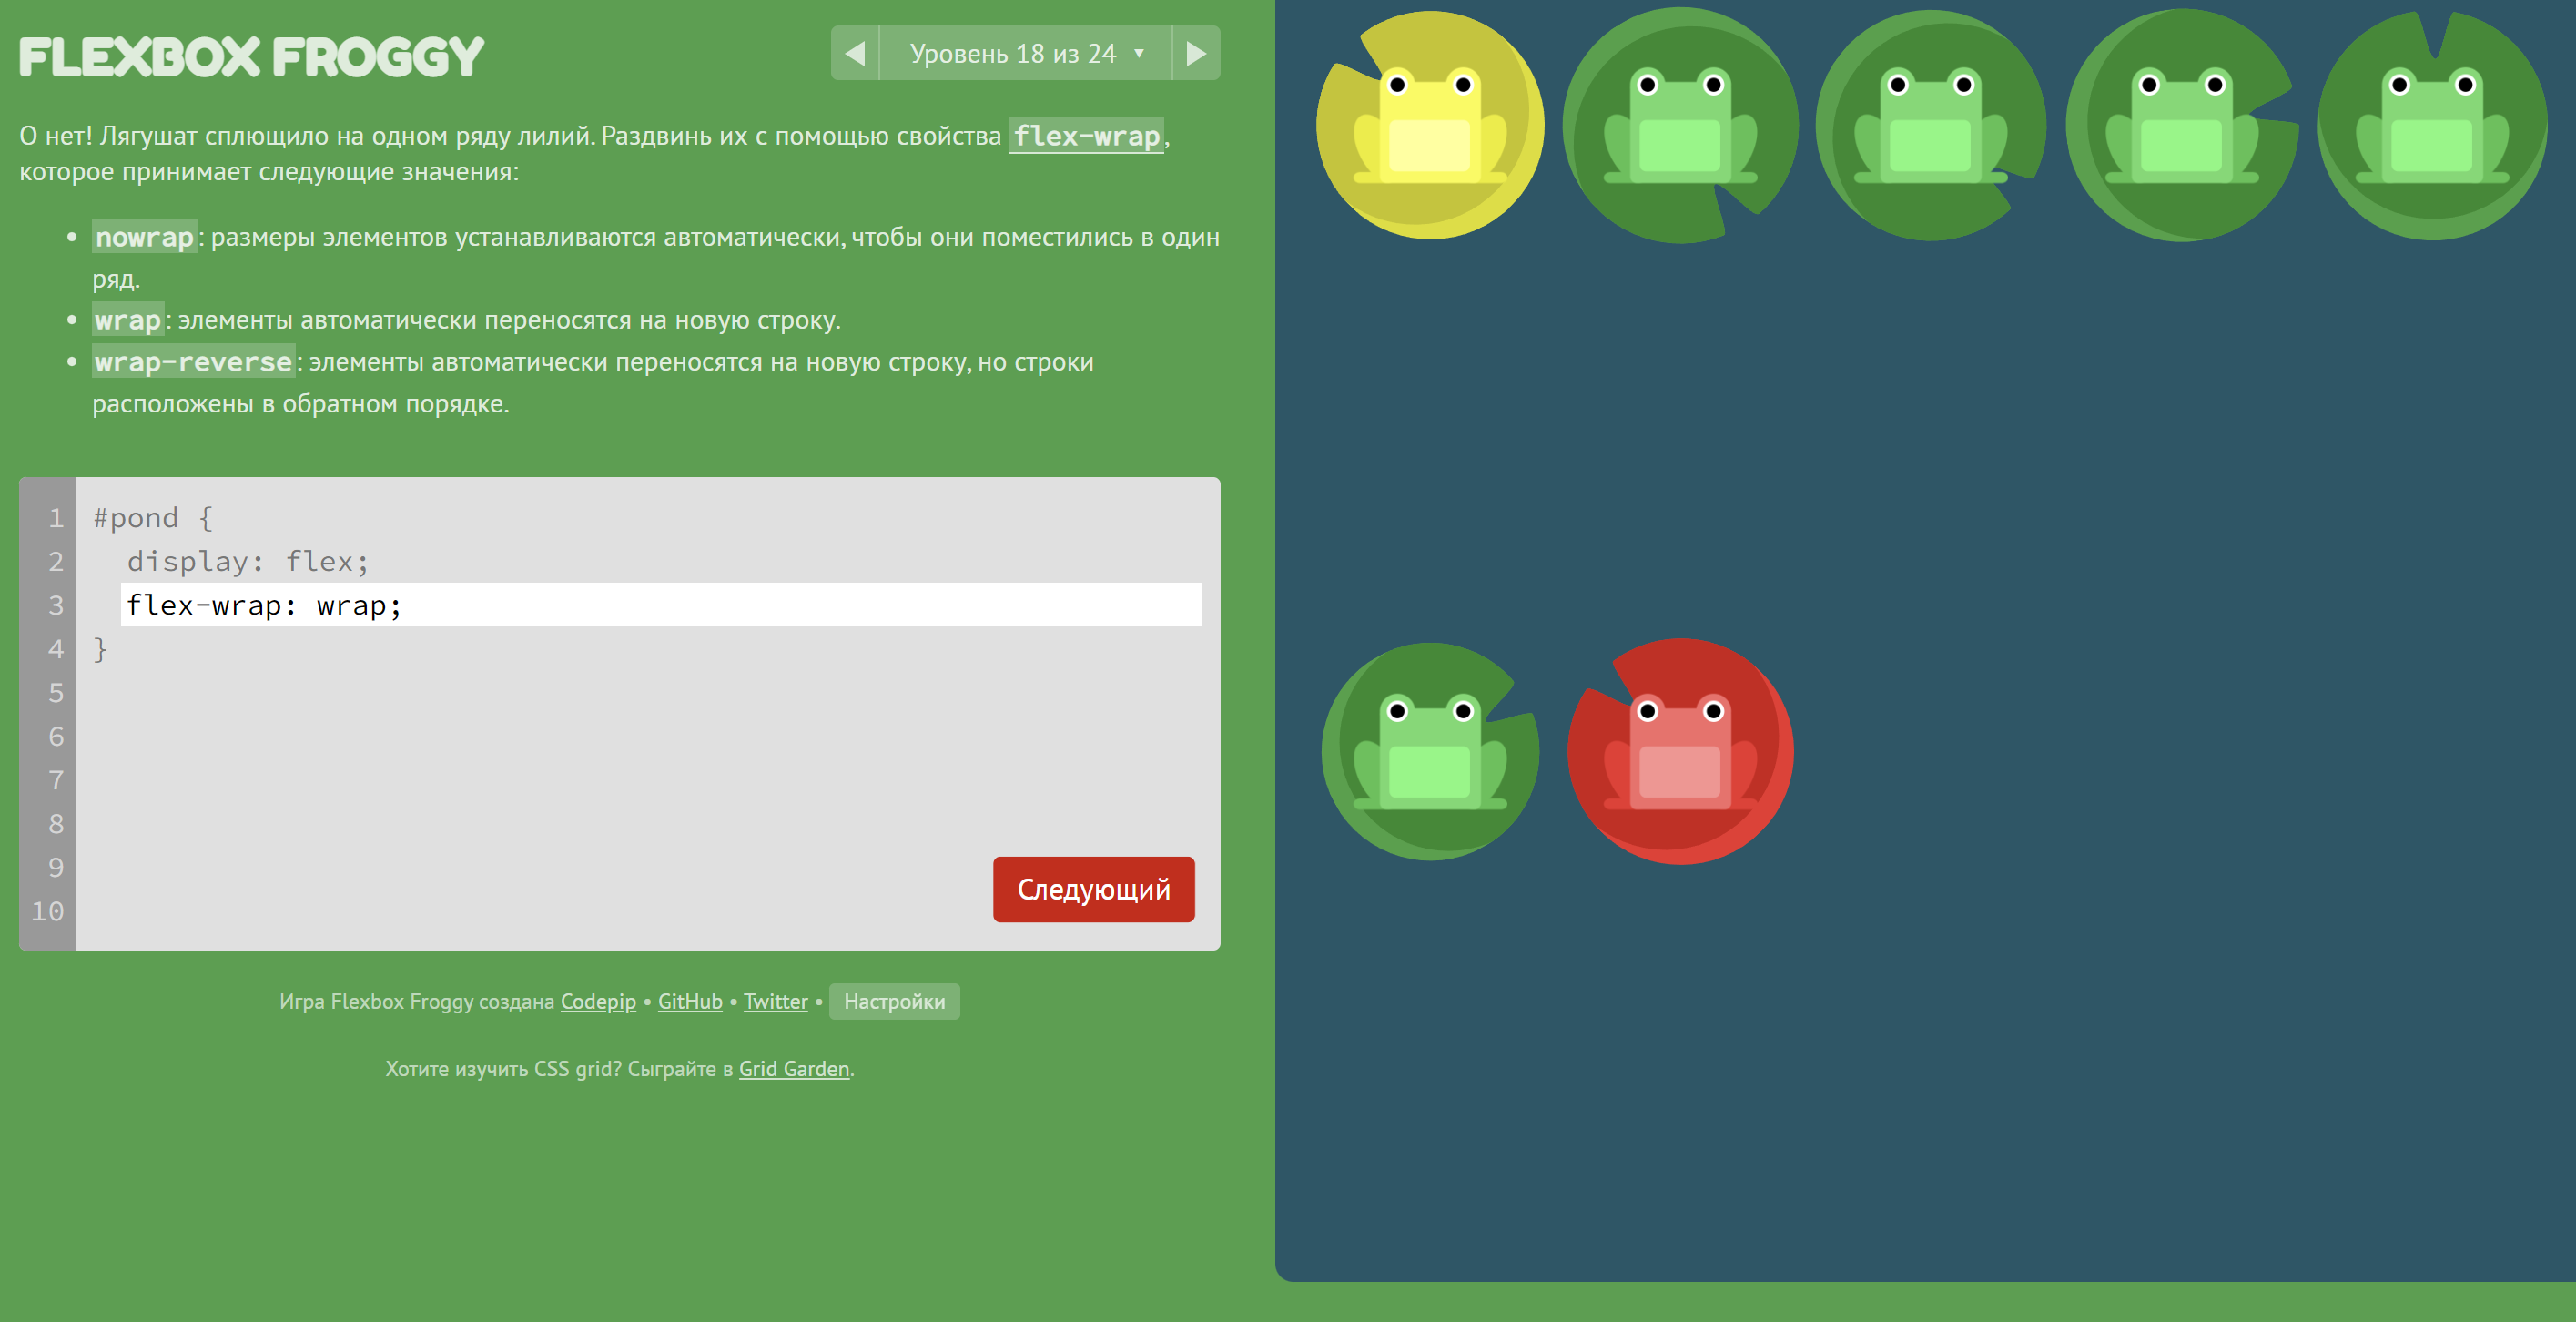 FLEXBOX FROGGY
◀ Уровень 18 из 24 ▼ ▶
О нет! Лягушат сплющило на одном ряду лилий. Раздвинь их с помощью свойства flex-wrap,
которое принимает следующие значения:
• nowrap: размеры элементов устанавливаются автоматически, чтобы они поместились в один
ряд.
• wrap: элементы автоматически переносятся на новую строку.
• wrap-reverse: элементы автоматически переносятся на новую строку, но строки
расположены в обратном порядке.
1 #pond {
2 display: flex;
3 flex-wrap: wrap;
4 }
5
6
7
8
9
10
Следующий
Игра Flexbox Froggy создана Codepip • GitHub • Twitter • Настройки
Хотите изучить CSS grid? Сыграйте в Grid Garden.